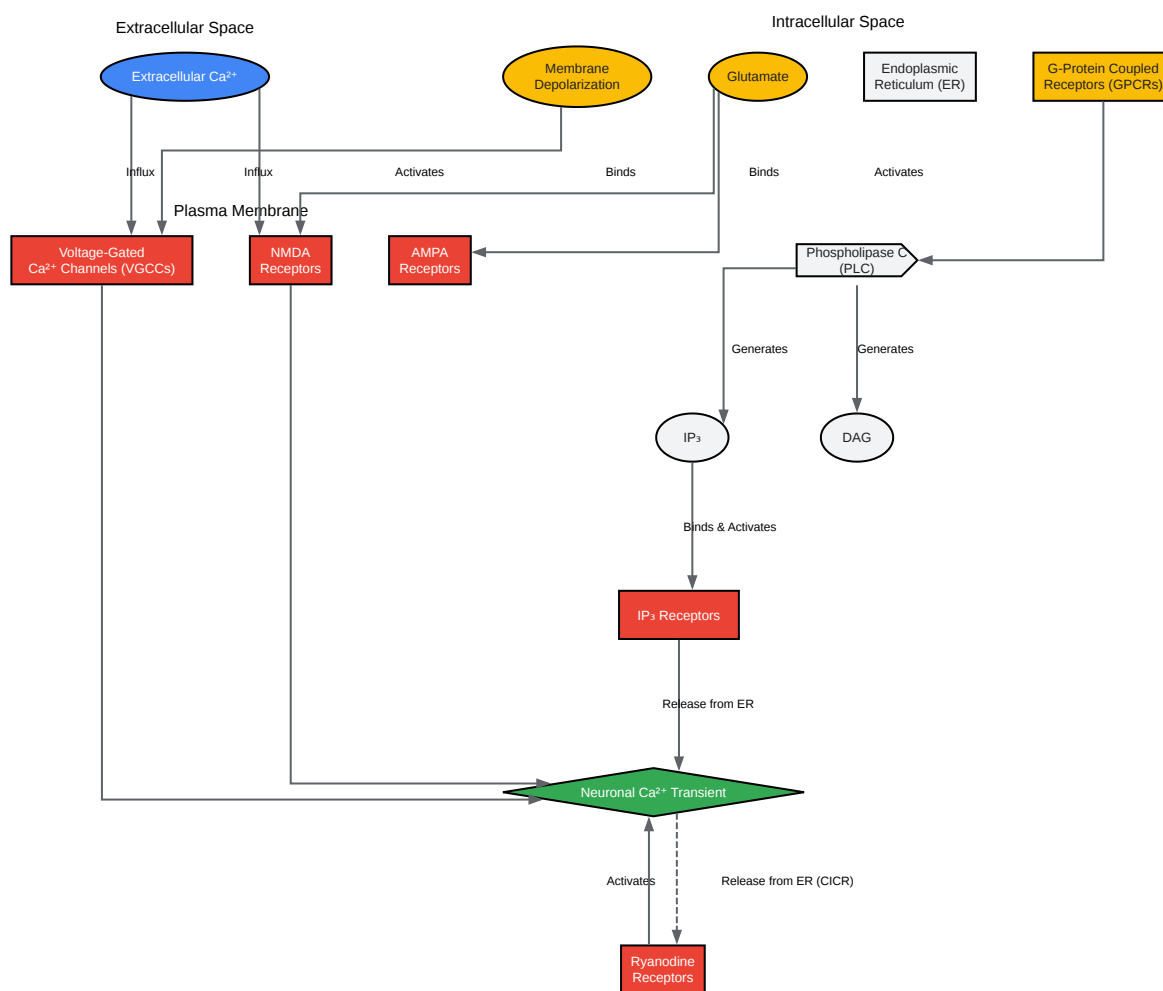 Extracellular Space
Intracellular Space
Extracellular Ca²⁺
Membrane
Depolarization
Glutamate
Endoplasmic
Reticulum (ER)
G-Protein Coupled
Receptors (GPCRs)
Influx
Influx
Activates
Binds
Binds
Activates
Plasma Membrane
Voltage-Gated
Ca²⁺ Channels (VGCCs)
NMDA
Receptors
AMPA
Receptors
Phospholipase C
(PLC)
Generates
Generates
IP₃
DAG
Binds & Activates
IP₃ Receptors
Release from ER
Neuronal Ca²⁺ Transient
Activates
Release from ER (CICR)
Ryanodine
Receptors